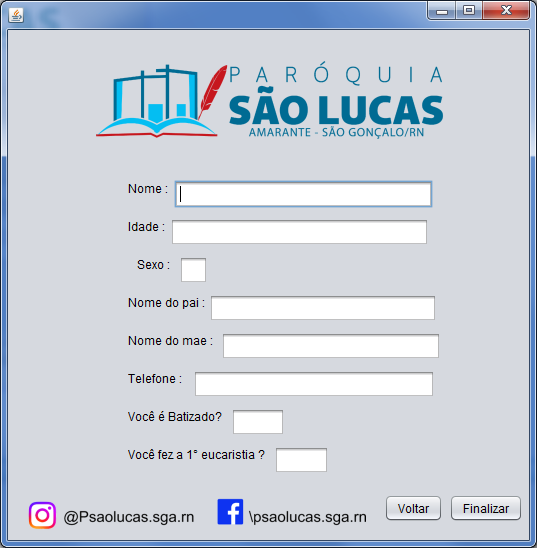 PARÓQUIA
SÃO LUCAS
AMARANTE - SÃO GONÇALO/RN
Nome :
Idade :
Sexo :
Nome do pai :
Nome do mae :
Telefone :
Você é Batizado?
Você fez a 1° eucaristia ?
@Psaolucas.sga.rn
\psaolucas.sga.rn
Voltar
Finalizar